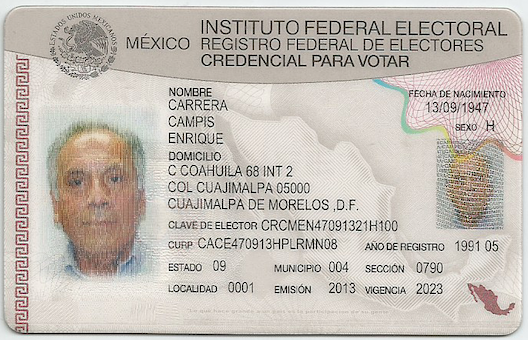 ESTADOS UNIDOS MEXICANOS
MÉXICO
INSTITUTO FEDERAL ELECTORAL
REGISTRO FEDERAL DE ELECTORES
CREDENCIAL PARA VOTAR
NOMBRE
CARRERA
CAMPIS
ENRIQUE
FECHA DE NACIMIENTO
13/09/1947
SEXO H
DOMICILIO
C COAHUILA 68 INT 2
COL CUAJIMALPA 05000
CUAJIMALPA DE MORELOS ,D.F.
CLAVE DE ELECTOR CRCMEN47091321H100
CURP CACE470913HPLRMN08 AÑO DE REGISTRO 1991 05
ESTADO 09 MUNICIPIO 004 SECCIÓN 0790
LOCALIDAD 0001 EMISIÓN 2013 VIGENCIA 2023